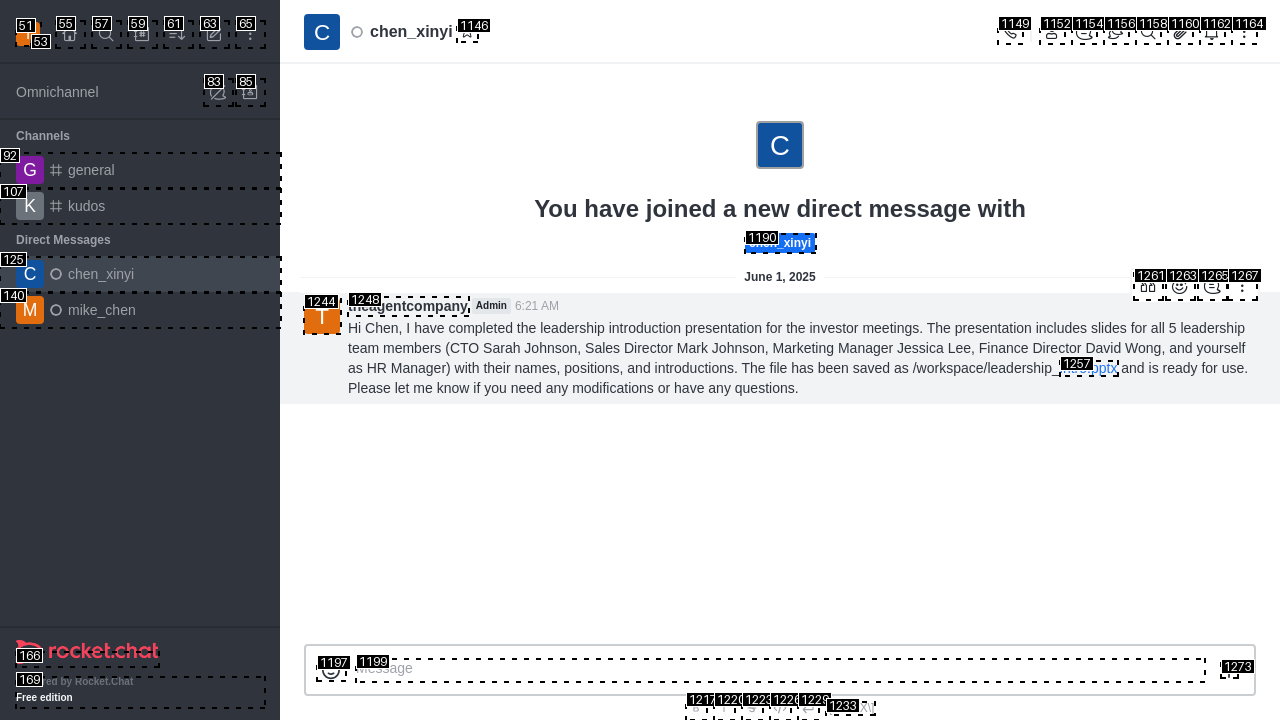 51
53
55
57
59
61
63
65
Omnichannel
83
85
Channels
92
G
general
107
K
kudos
Direct Messages
125
C
chen_xinyi
140
M
mike_chen
166
rocket.chat
169
by Rocket.Chat
Free edition
C
chen_xinyi
1146
1149
1152
1154
1156
1158
1160
1162
1164
C
You have joined a new direct message with
1190
_xinyi
June 1, 2025
1261
1263
1265
1267
1244
T
1248
theagentcompany
Admin
6:21 AM
Hi Chen, I have completed the leadership introduction presentation for the investor meetings. The presentation includes slides for all 5 leadership
team members (CTO Sarah Johnson, Sales Director Mark Johnson, Marketing Manager Jessica Lee, Finance Director David Wong, and yourself
1257
as HR Manager) with their names, positions, and introductions. The file has been saved as /workspace/leadership_intro.pptx and is ready for use.
Please let me know if you need any modifications or have any questions.
1197
1199
Message
1273
1217
1220
1223
1226
1229
1233